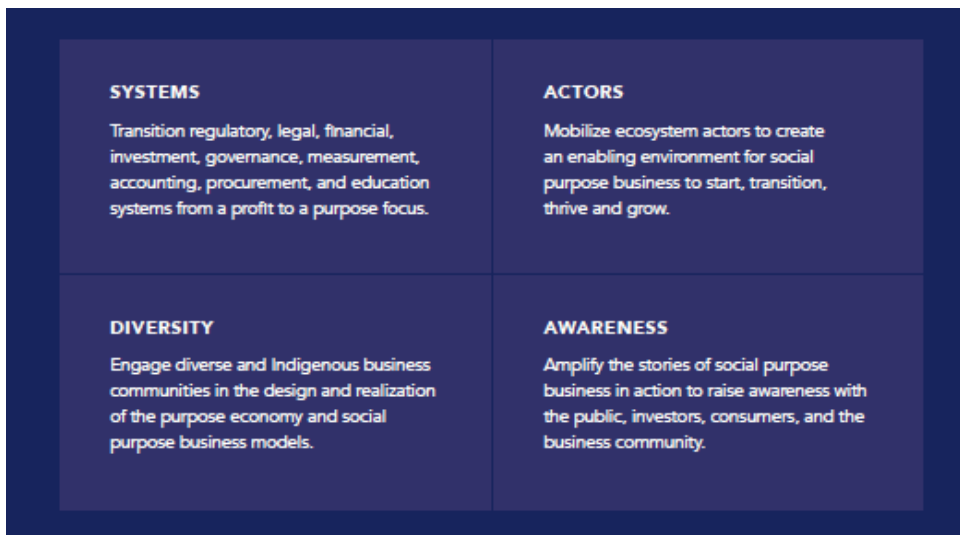 SYSTEMS
Transition regulatory, legal, financial,
investment, governance, measurement,
accounting, procurement, and education
systems from a profit to a purpose focus.
ACTORS
Mobilize ecosystem actors to create
an enabling environment for social
purpose business to start, transition,
thrive and grow.
DIVERSITY
Engage diverse and Indigenous business
communities in the design and realization
of the purpose economy and social
purpose business models.
AWARENESS
Amplify the stories of social purpose
business in action to raise awareness with
the public, investors, consumers, and the
business community.